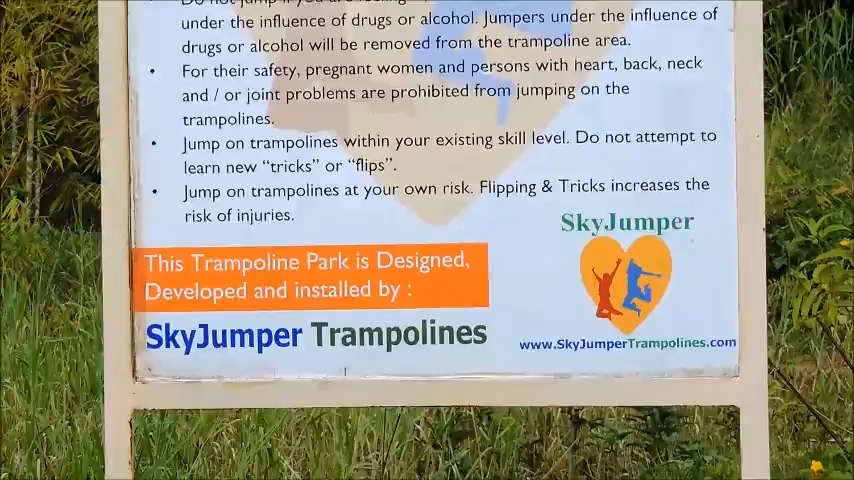 Do not jump if you are
under the influence of drugs or alcohol. Jumpers under the influence of
drugs or alcohol will be removed from the trampoline area.
• For their safety, pregnant women and persons with heart, back, neck
and / or joint problems are prohibited from jumping on the
trampolines.
• Jump on trampolines within your existing skill level. Do not attempt to
learn new “tricks” or “flips”.
• Jump on trampolines at your own risk. Flipping & Tricks increases the
risk of injuries.
SkyJumper
This Trampoline Park is Designed,
Developed and installed by :
SkyJumper Trampolines
www.SkyJumperTrampolines.com